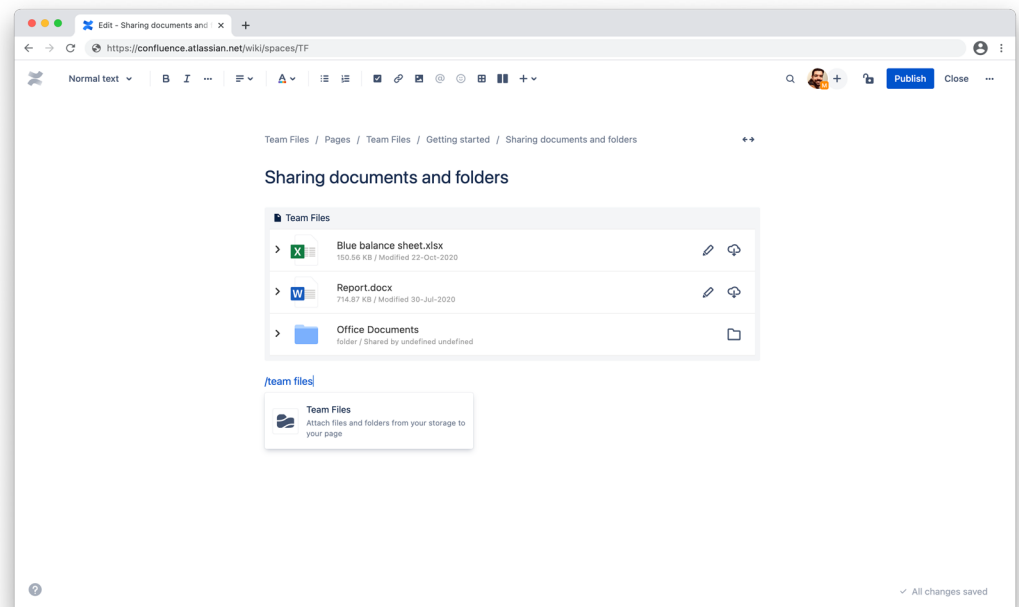 Edit - Sharing documents and
https://confluence.atlassian.net/wiki/spaces/TF
Normal text
B I
A
@
Publish
Close
Team Files / Pages / Team Files / Getting started / Sharing documents and folders
Sharing documents and folders
Team Files
X
Blue balance sheet.xlsx
150.56 KB / Modified 22-Oct-2020
W
Report.docx
714.87 KB / Modified 30-Jul-2020
Office Documents
folder / Shared by undefined undefined
/team files
Team Files
Attach files and folders from your storage to
your page
?
All changes saved